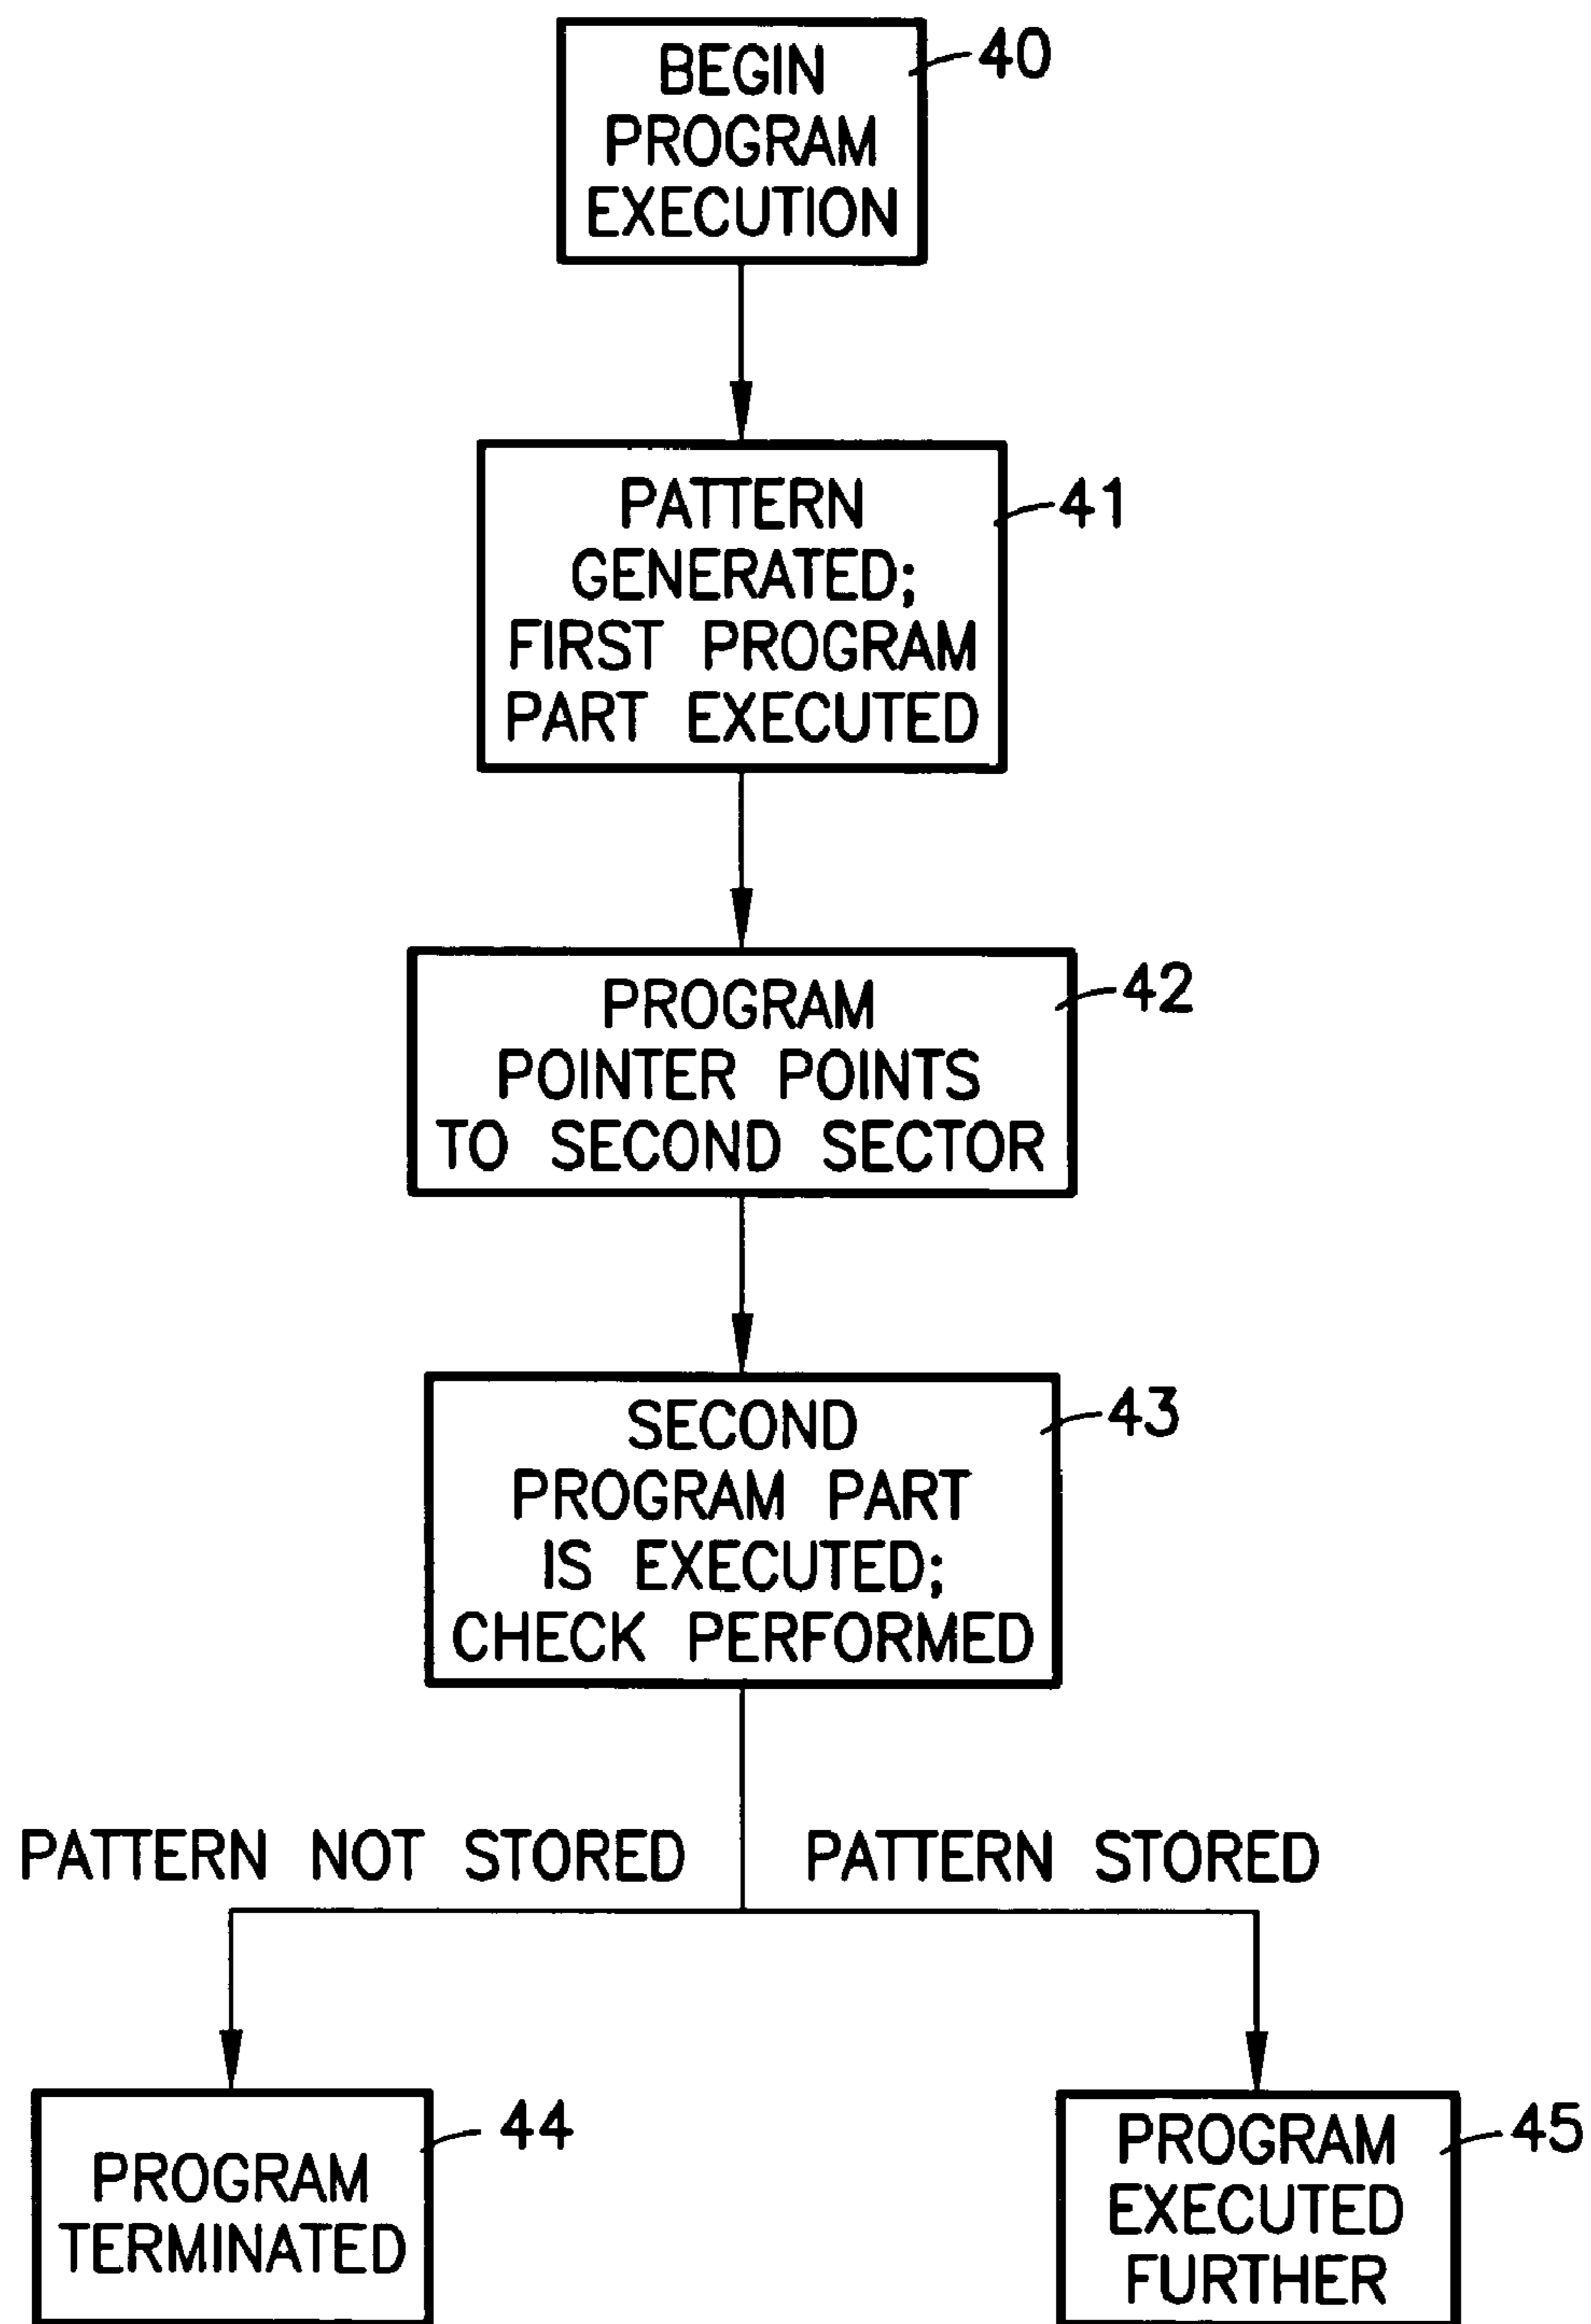 BEGIN
PROGRAM
EXECUTION
40
PATTERN
GENERATED;
FIRST PROGRAM
PART EXECUTED
41
PROGRAM
POINTER POINTS
TO SECOND SECTOR
42
SECOND
PROGRAM PART
IS EXECUTED;
CHECK PERFORMED
43
PATTERN NOT STORED
PATTERN STORED
PROGRAM
TERMINATED
44
PROGRAM
EXECUTED
FURTHER
45